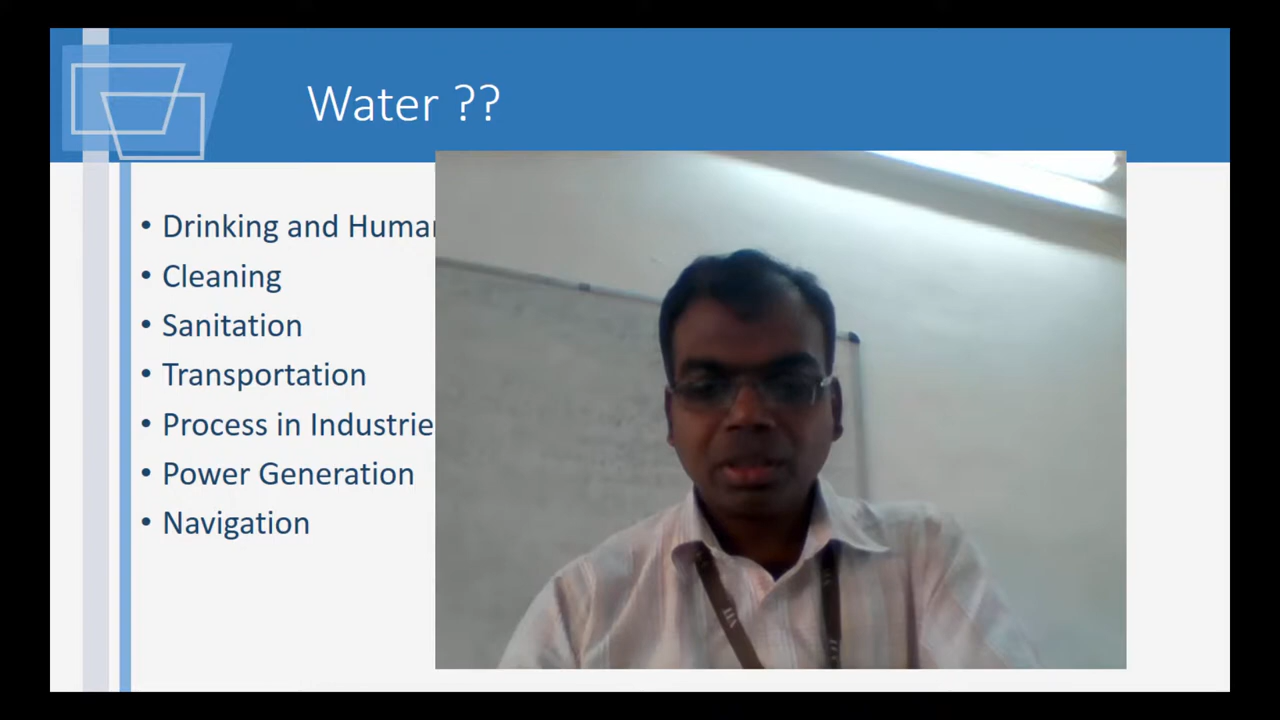 Water ??
• Drinking and Human
• Cleaning
• Sanitation
• Transportation
• Process in Industrie
• Power Generation
• Navigation